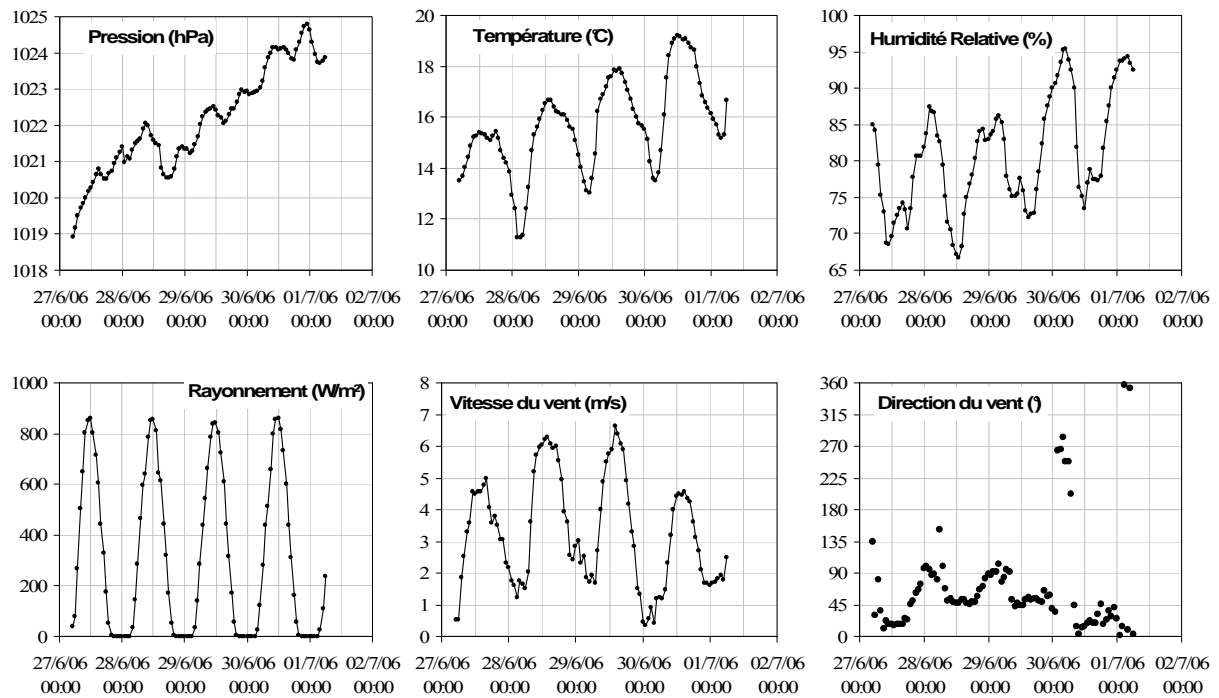 Pression (hPa)
1025
1024
1023
1022
1021
1020
1019
1018
27/6/06 28/6/06 29/6/06 30/6/06 01/7/06 02/7/06
00:00 00:00 00:00 00:00 00:00 00:00
Température (°C)
20
18
16
14
12
10
27/6/06 28/6/06 29/6/06 30/6/06 01/7/06 02/7/06
00:00 00:00 00:00 00:00 00:00 00:00
Humidité Relative (%)
100
95
90
85
80
75
70
65
27/6/06 28/6/06 29/6/06 30/6/06 01/7/06 02/7/06
00:00 00:00 00:00 00:00 00:00 00:00
Rayonnement (W/m²)
1000
800
600
400
200
0
27/6/06 28/6/06 29/6/06 30/6/06 01/7/06 02/7/06
00:00 00:00 00:00 00:00 00:00 00:00
Vitesse du vent (m/s)
8
7
6
5
4
3
2
1
0
27/6/06 28/6/06 29/6/06 30/6/06 01/7/06 02/7/06
00:00 00:00 00:00 00:00 00:00 00:00
Direction du vent (°)
360
315
270
225
180
135
90
45
0
27/6/06 28/6/06 29/6/06 30/6/06 01/7/06 02/7/06
00:00 00:00 00:00 00:00 00:00 00:00